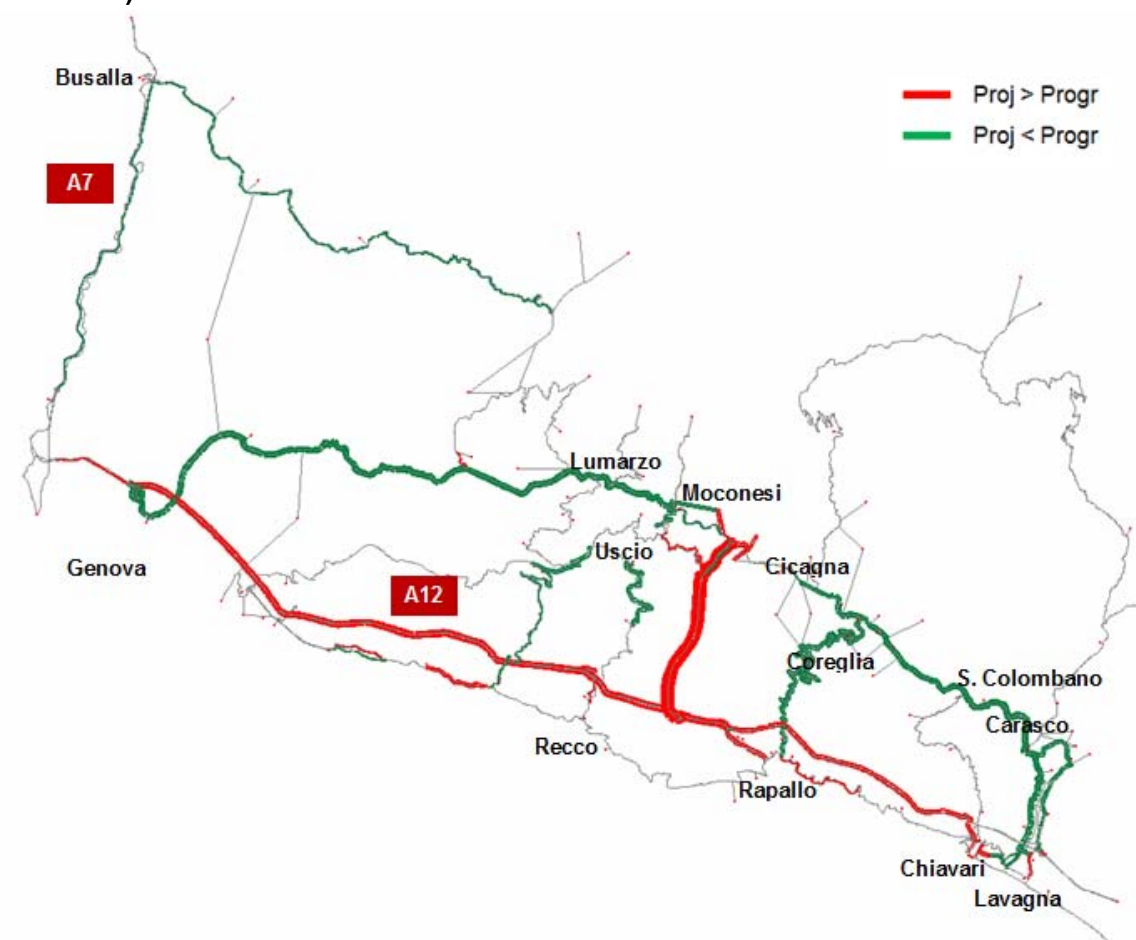 Busalla
Proj > Progr
Proj < Progr
A7
Lumarzo
Moconesi
Uscio
Cicagna
Genova
A12
Coreglia
S. Colombano
Carasco
Recco
Rapallo
Chiavari
Lavagna